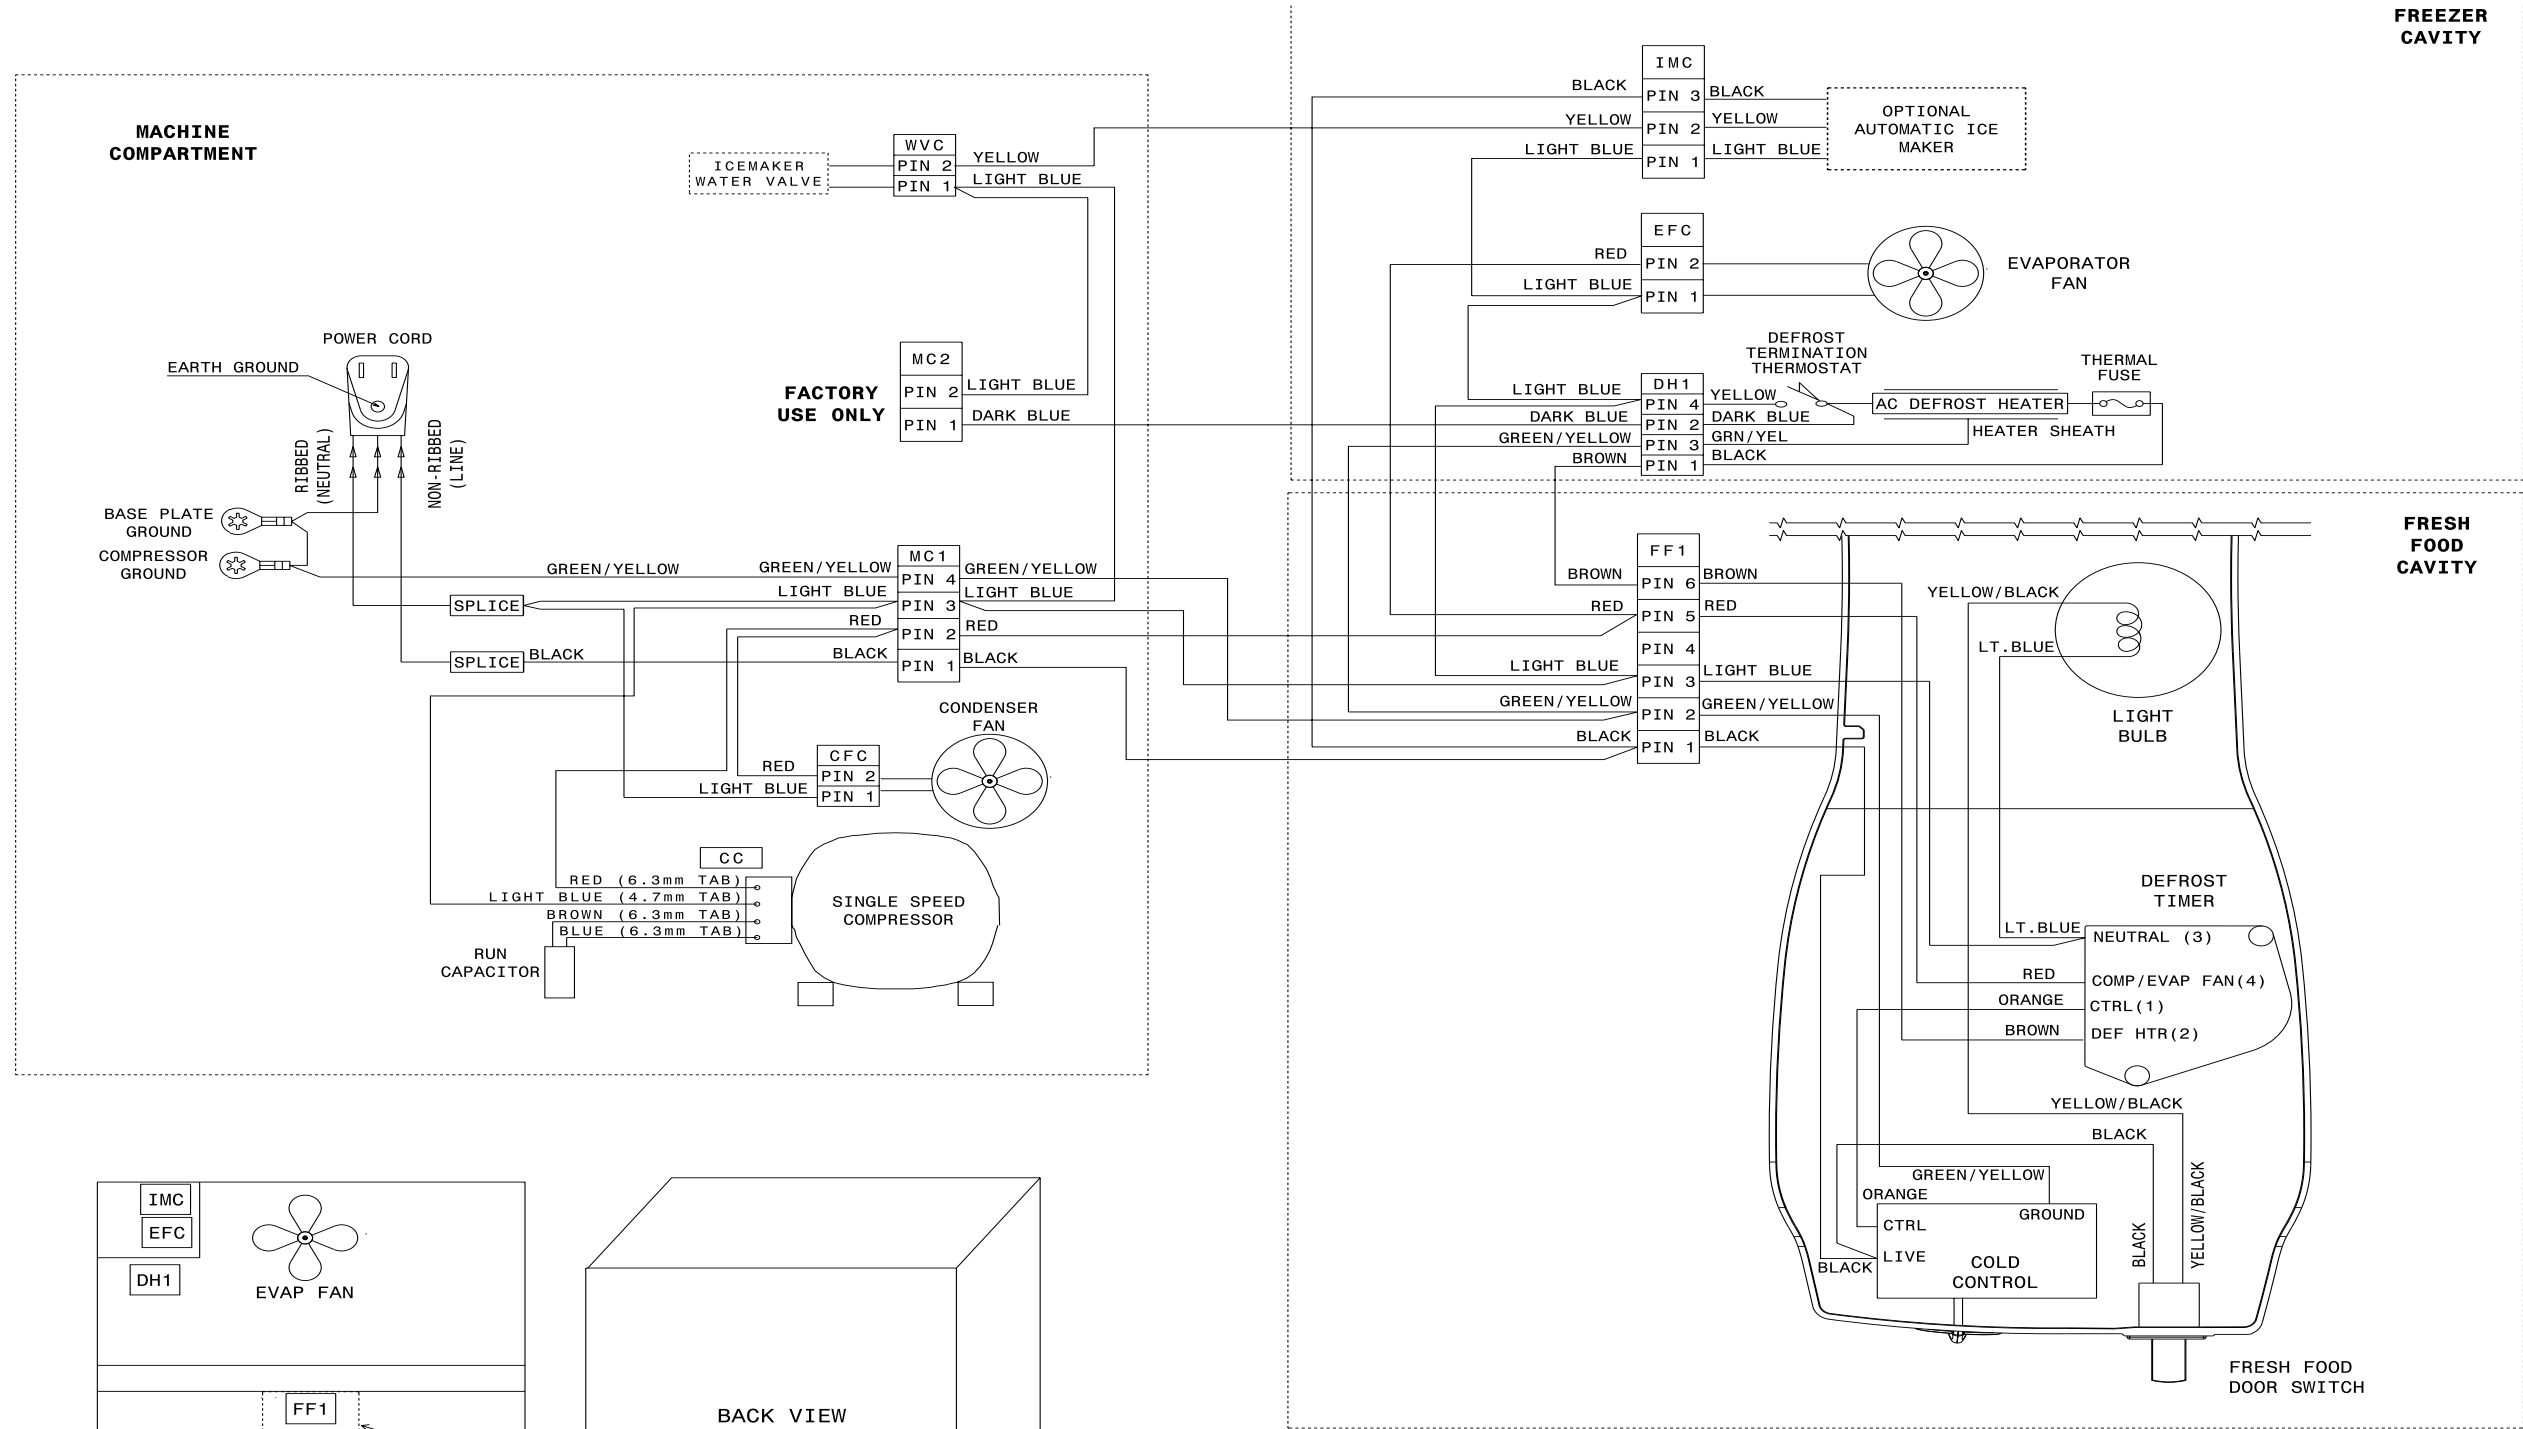 FREEZER
CAVITY
MACHINE
COMPARTMENT
WVC
PIN 2
PIN 1
YELLOW
LIGHT BLUE
ICEMAKER
WATER VALVE
POWER CORD
EARTH GROUND
RIBBED
(NEUTRAL)
NON-RIBBED
(LINE)
BASE PLATE
GROUND
COMPRESSOR
GROUND
FACTORY
USE ONLY
MC2
PIN 2
PIN 1
LIGHT BLUE
DARK BLUE
SPLICE
SPLICE
BLACK
GREEN/YELLOW
GREEN/YELLOW
LIGHT BLUE
RED
BLACK
MC1
PIN 4
PIN 3
PIN 2
PIN 1
GREEN/YELLOW
LIGHT BLUE
RED
BLACK
CONDENSER
FAN
CFC
PIN 2
PIN 1
RED
LIGHT BLUE
CC
RED (6.3mm TAB)
LIGHT BLUE (4.7mm TAB)
BROWN (6.3mm TAB)
BLUE (6.3mm TAB)
RUN
CAPACITOR
SINGLE SPEED
COMPRESSOR
IMC
PIN 3
PIN 2
PIN 1
BLACK
YELLOW
LIGHT BLUE
BLACK
YELLOW
LIGHT BLUE
OPTIONAL
AUTOMATIC ICE
MAKER
EFC
PIN 2
PIN 1
RED
LIGHT BLUE
EVAPORATOR
FAN
DEFROST
TERMINATION
THERMOSTAT
THERMAL
FUSE
DH1
PIN 4
PIN 2
PIN 3
PIN 1
LIGHT BLUE
DARK BLUE
GREEN/YELLOW
BROWN
YELLOW
DARK BLUE
GRN/YEL
BLACK
AC DEFROST HEATER
HEATER SHEATH
FRESH
FOOD
CAVITY
FF1
PIN 6
PIN 5
PIN 4
PIN 3
PIN 2
PIN 1
BROWN
RED
LIGHT BLUE
GREEN/YELLOW
BLACK
BROWN
RED
LIGHT BLUE
GREEN/YELLOW
BLACK
YELLOW/BLACK
LT.BLUE
LIGHT
BULB
DEFROST
TIMER
LT.BLUE
RED
ORANGE
BROWN
NEUTRAL (3)
COMP/EVAP FAN(4)
CTRL(1)
DEF HTR(2)
YELLOW/BLACK
BLACK
GREEN/YELLOW
ORANGE
GROUND
CTRL
LIVE
BLACK
COLD
CONTROL
BLACK
YELLOW/BLACK
FRESH FOOD
DOOR SWITCH
IMC
EFC
DH1
EVAP FAN
FF1
BACK VIEW